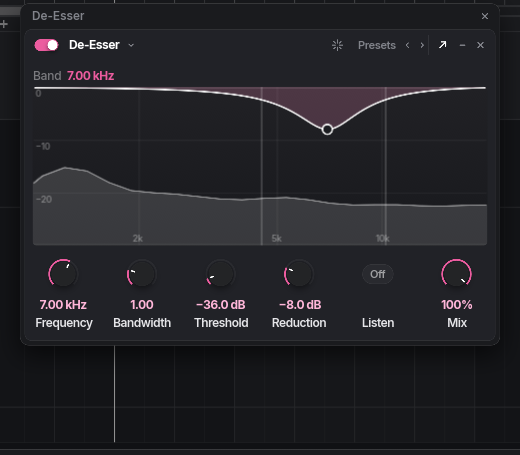 De-Esser
De-Esser
Presets
Band 7.00 kHz
0
−10
−20
2k
5k
10k
Off
7.00 kHz
1.00
−36.0 dB
−8.0 dB
100%
Frequency
Bandwidth
Threshold
Reduction
Listen
Mix